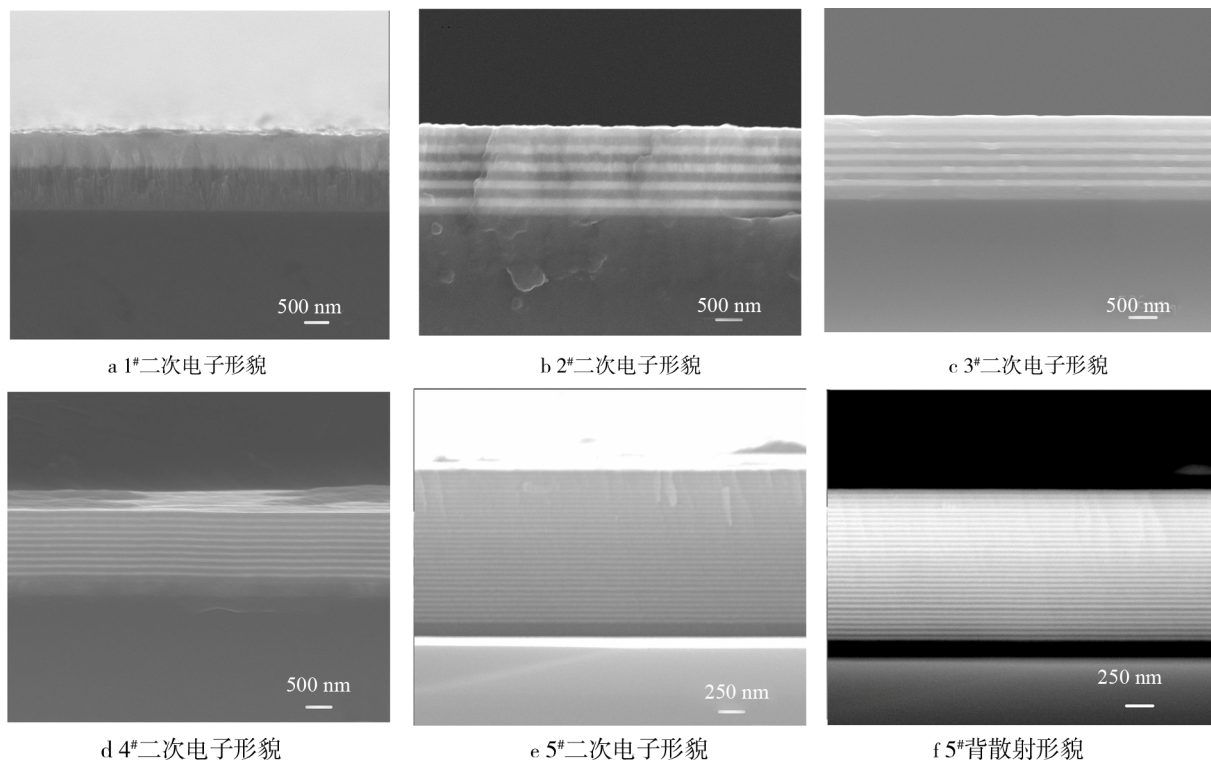 500 nm
500 nm
500 nm
a 1#二次电子形貌
b 2#二次电子形貌
c 3#二次电子形貌
500 nm
250 nm
250 nm
d 4#二次电子形貌
e 5#二次电子形貌
f 5#背散射形貌